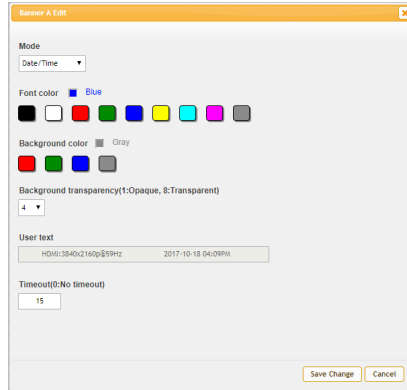 Banner A Edit
Mode
Date/Time
Font color Blue
Background color Gray
Background transparency(1:Opaque, 8:Transparent)
4
User text
HDMI:3840x2160p@59Hz 2017-10-18 04:09PM
Timeout(0:No timeout)
15
Save Change Cancel